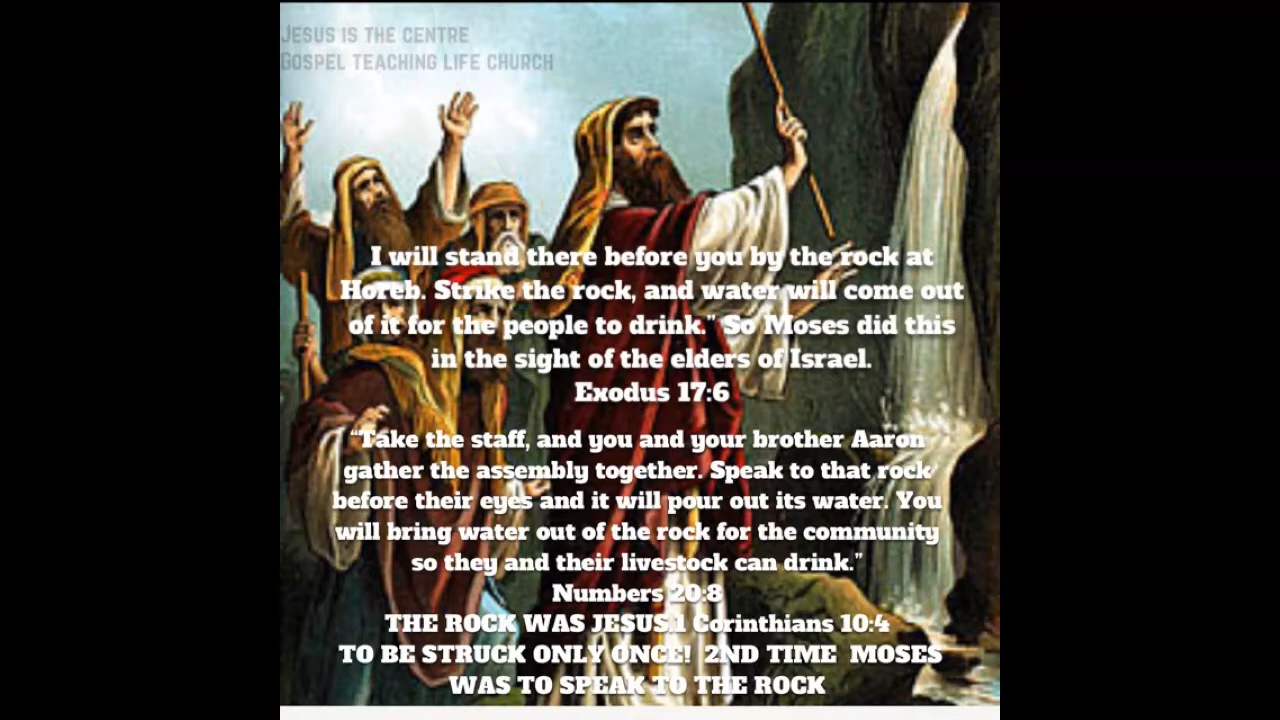 JESUS IS THE CENTRE
GOSPEL TEACHING LIFE CHURCH
I will stand there before you by the rock at
Horeb. Strike the rock, and water will come out
of it for the people to drink.” So Moses did this
in the sight of the elders of Israel.
Exodus 17:6
“Take the staff, and you and your brother Aaron
gather the assembly together. Speak to that rock
before their eyes and it will pour out its water. You
will bring water out of the rock for the community
so they and their livestock can drink.”
Numbers 20:8
THE ROCK WAS JESUS.1 Corinthians 10:4
TO BE STRUCK ONLY ONCE! 2ND TIME MOSES
WAS TO SPEAK TO THE ROCK